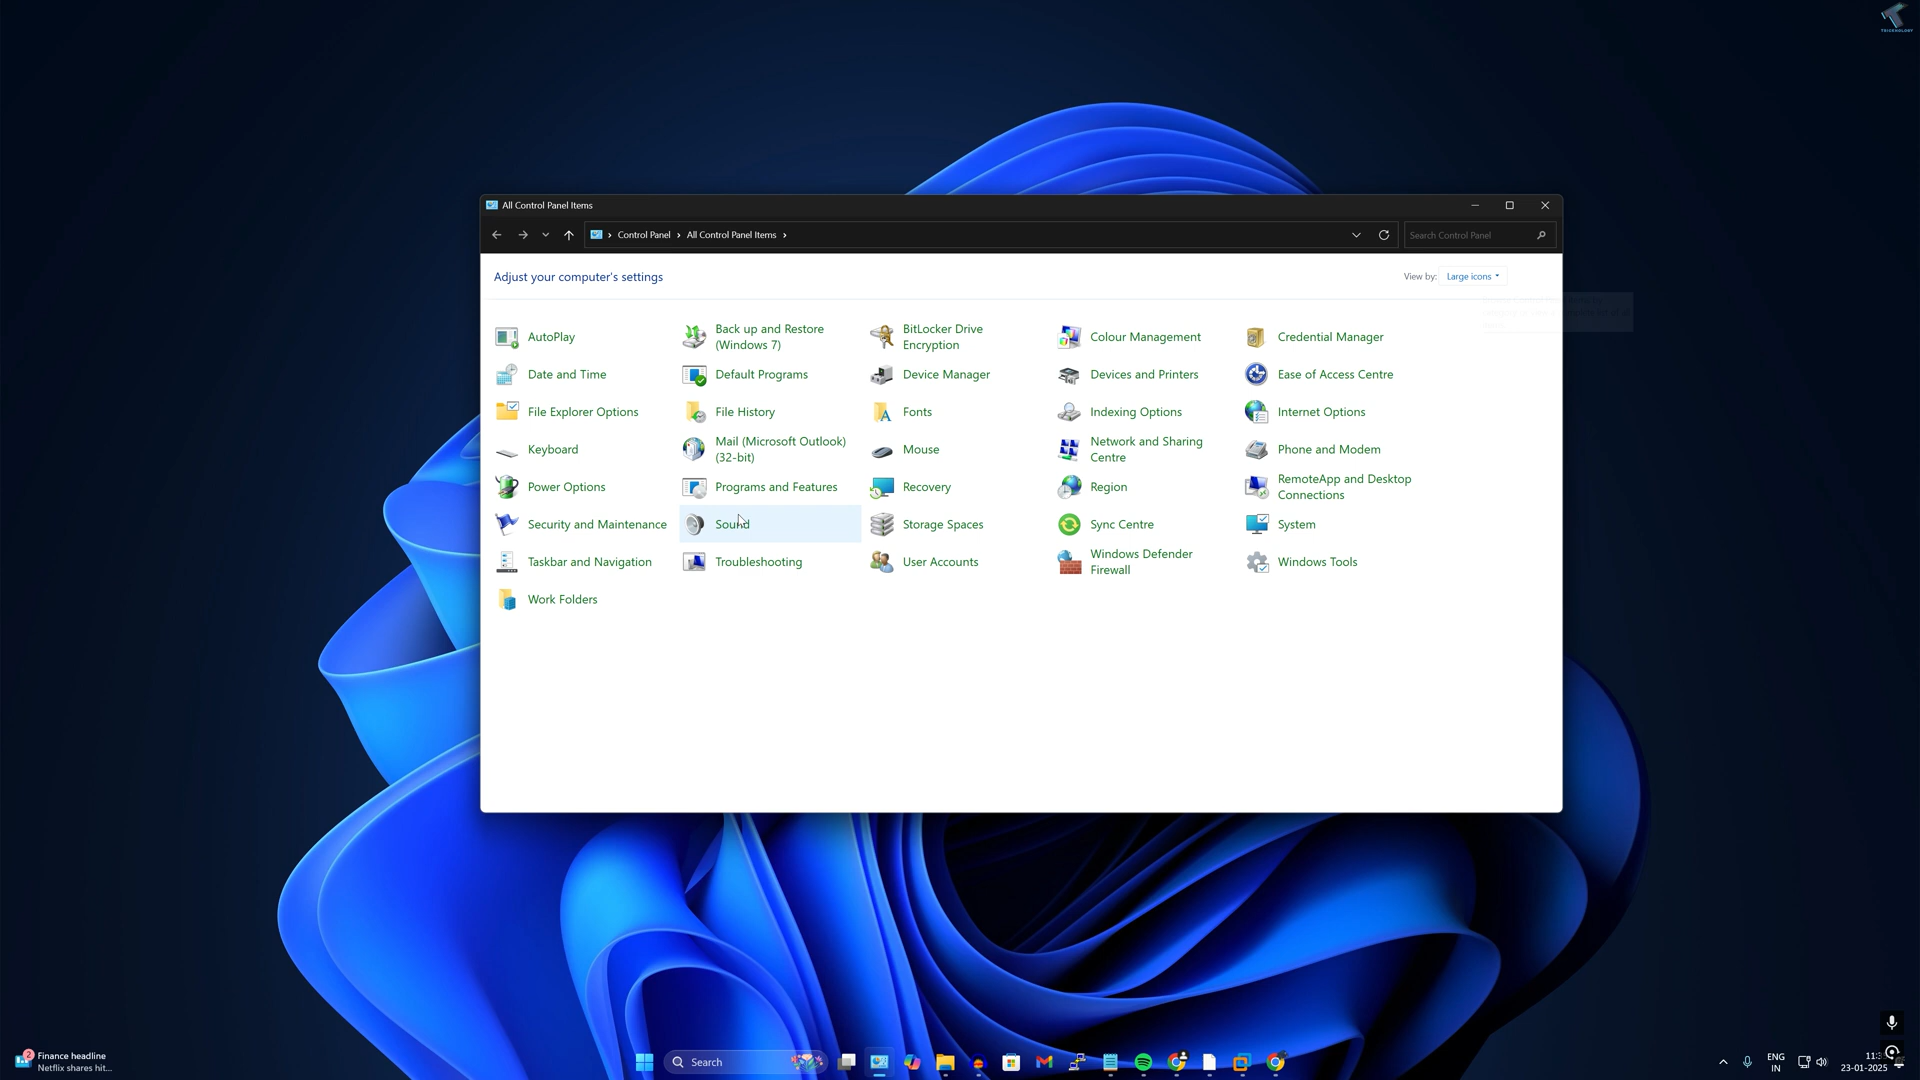 TRICKNOLOGY
All Control Panel Items
Control Panel
All Control Panel Items
Search Control Panel
Adjust your computer's settings
View by: Large icons
AutoPlay
Back up and Restore
(Windows 7)
BitLocker Drive
Encryption
Colour Management
Credential Manager
Date and Time
Default Programs
Device Manager
Devices and Printers
Ease of Access Centre
File Explorer Options
File History
Fonts
Indexing Options
Internet Options
Keyboard
Mail (Microsoft Outlook)
(32-bit)
Mouse
Network and Sharing
Centre
Phone and Modem
Power Options
Programs and Features
Recovery
Region
RemoteApp and Desktop
Connections
Security and Maintenance
Sound
Storage Spaces
Sync Centre
System
Taskbar and Navigation
Troubleshooting
User Accounts
Windows Defender
Firewall
Windows Tools
Work Folders
2
Finance headline
Netflix shares hit...
Search
ENG
IN
23-01-2025